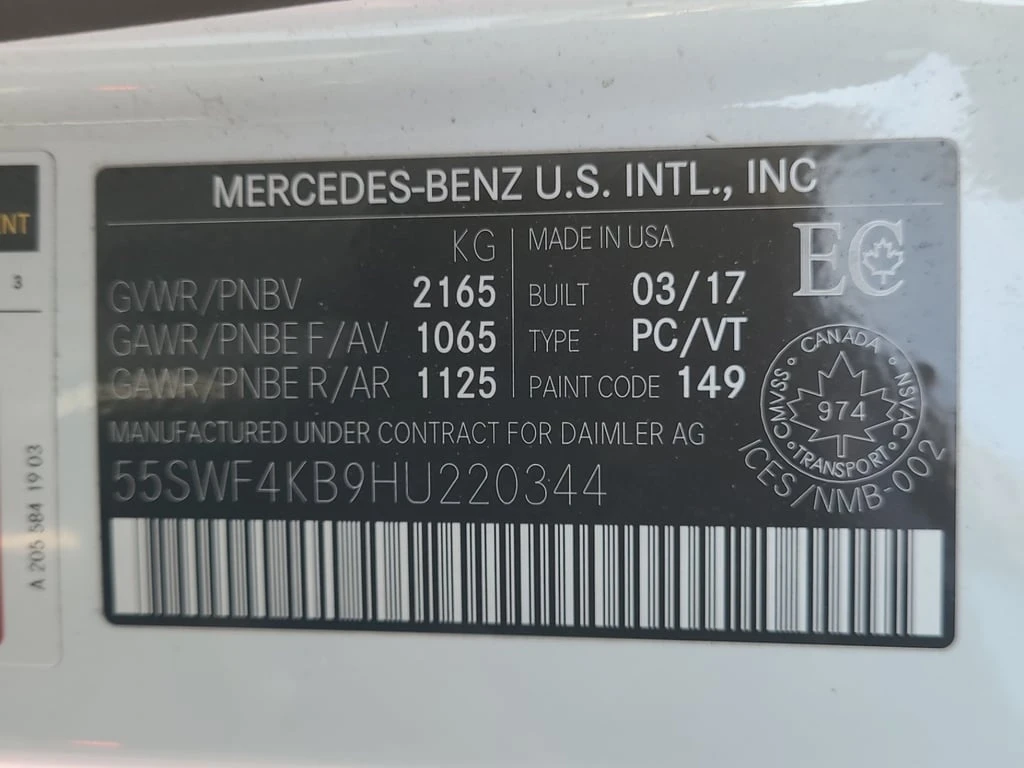 MERCEDES-BENZ U.S. INTL., INC
KG
GVWR/PNBV 2165
GAWR/PNBE F/AV 1065
GAWR/PNBE R/AR 1125
MADE IN USA
BUILT 03/17
TYPE PC/VT
PAINT CODE 149
EC
CANADA
CMVSS 974 NSVAC
TRANSPORT
ICES/NMB-002
MANUFACTURED UNDER CONTRACT FOR DAIMLER AG
55SWF4KB9HU220344
NT
3
A 205 584 19 03